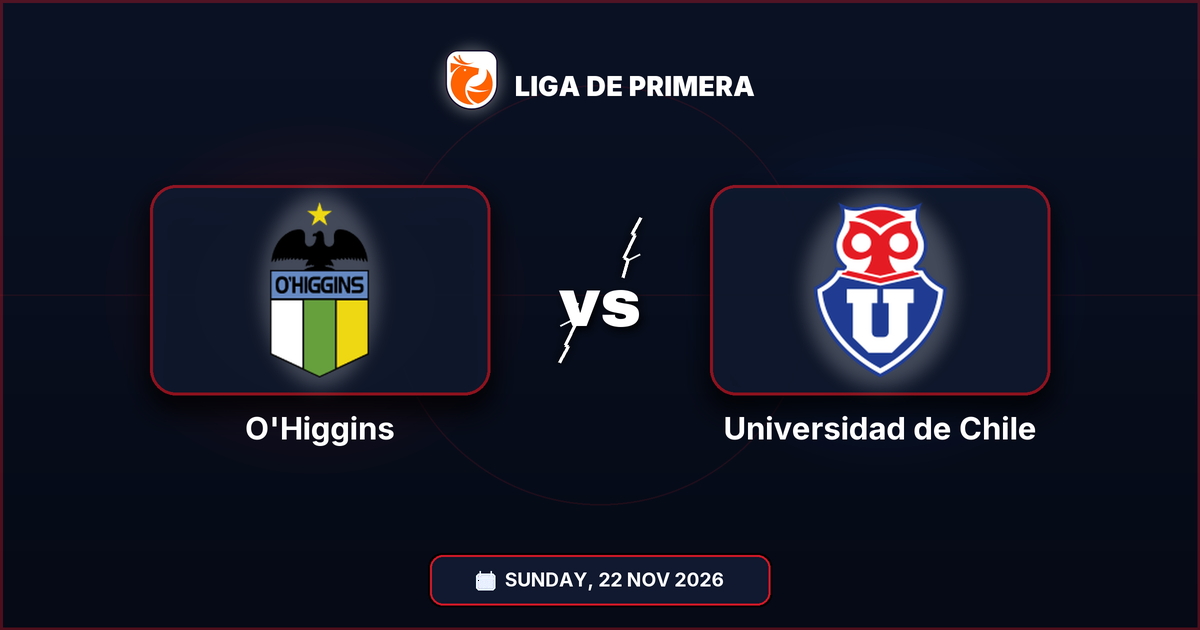 LIGA DE PRIMERA
O'HIGGINS
U
vs
O'Higgins
Universidad de Chile
SUNDAY, 22 NOV 2026